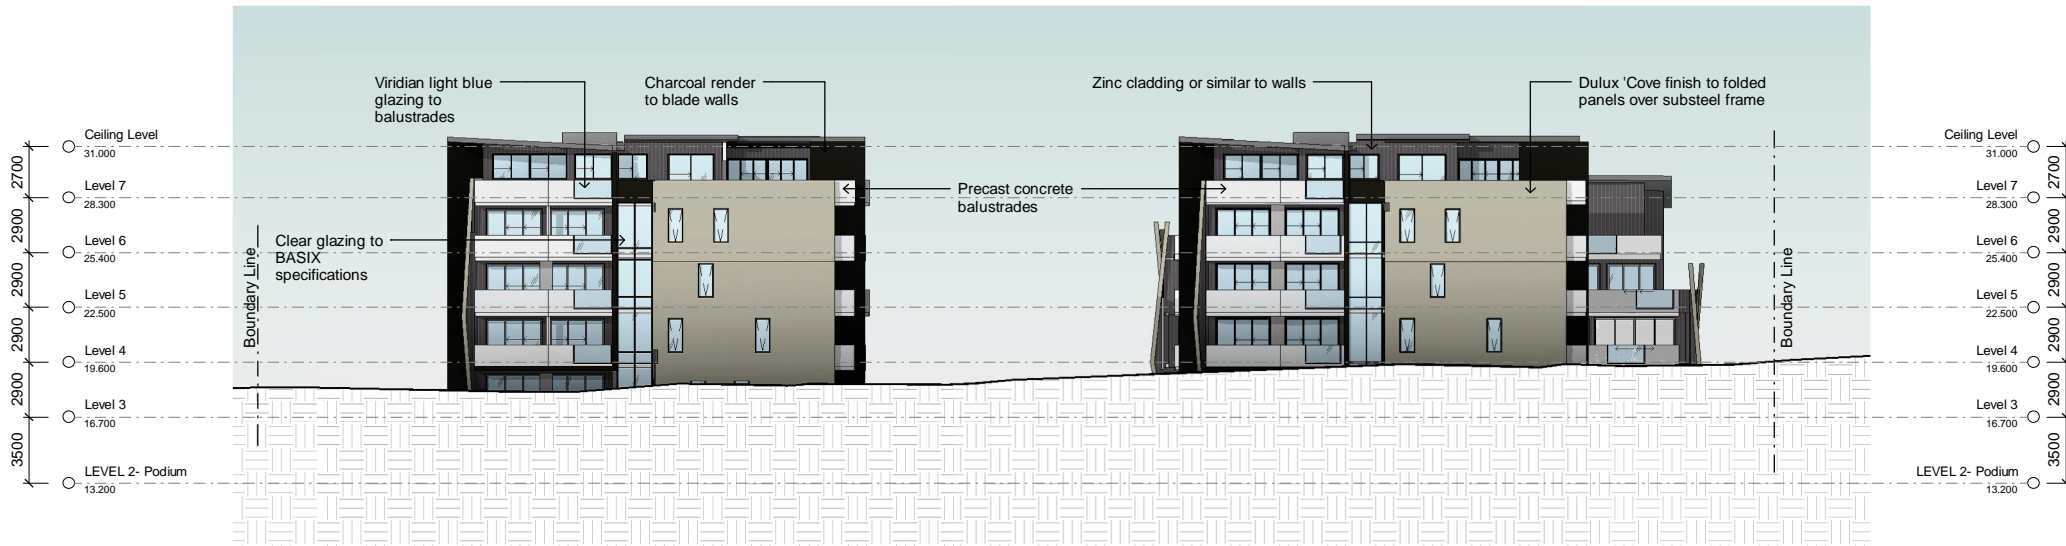 Viridian light blue
glazing to
balustrades
Charcoal render
to blade walls
Zinc cladding or similar to walls
Dulux 'Cove finish to folded
panels over substeel frame
Clear glazing to
BASIX
specifications
Precast concrete
balustrades
Boundary Line
Boundary Line
Ceiling Level
31.000
2700
Level 7
28.300
2900
Level 6
25.400
2900
Level 5
22.500
2900
Level 4
19.600
2900
Level 3
16.700
3500
LEVEL 2- Podium
13.200
Ceiling Level
31.000
2700
Level 7
28.300
2900
Level 6
25.400
2900
Level 5
22.500
2900
Level 4
19.600
2900
Level 3
16.700
3500
LEVEL 2- Podium
13.200